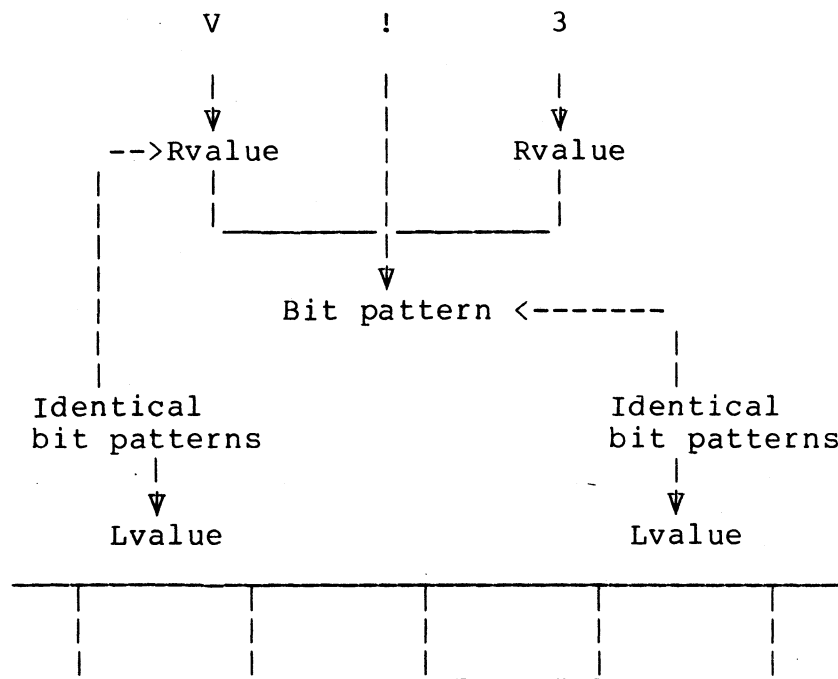 V ! 3
-->Rvalue Rvalue
Bit pattern <-------
Identical Identical
bit patterns bit patterns
Lvalue Lvalue